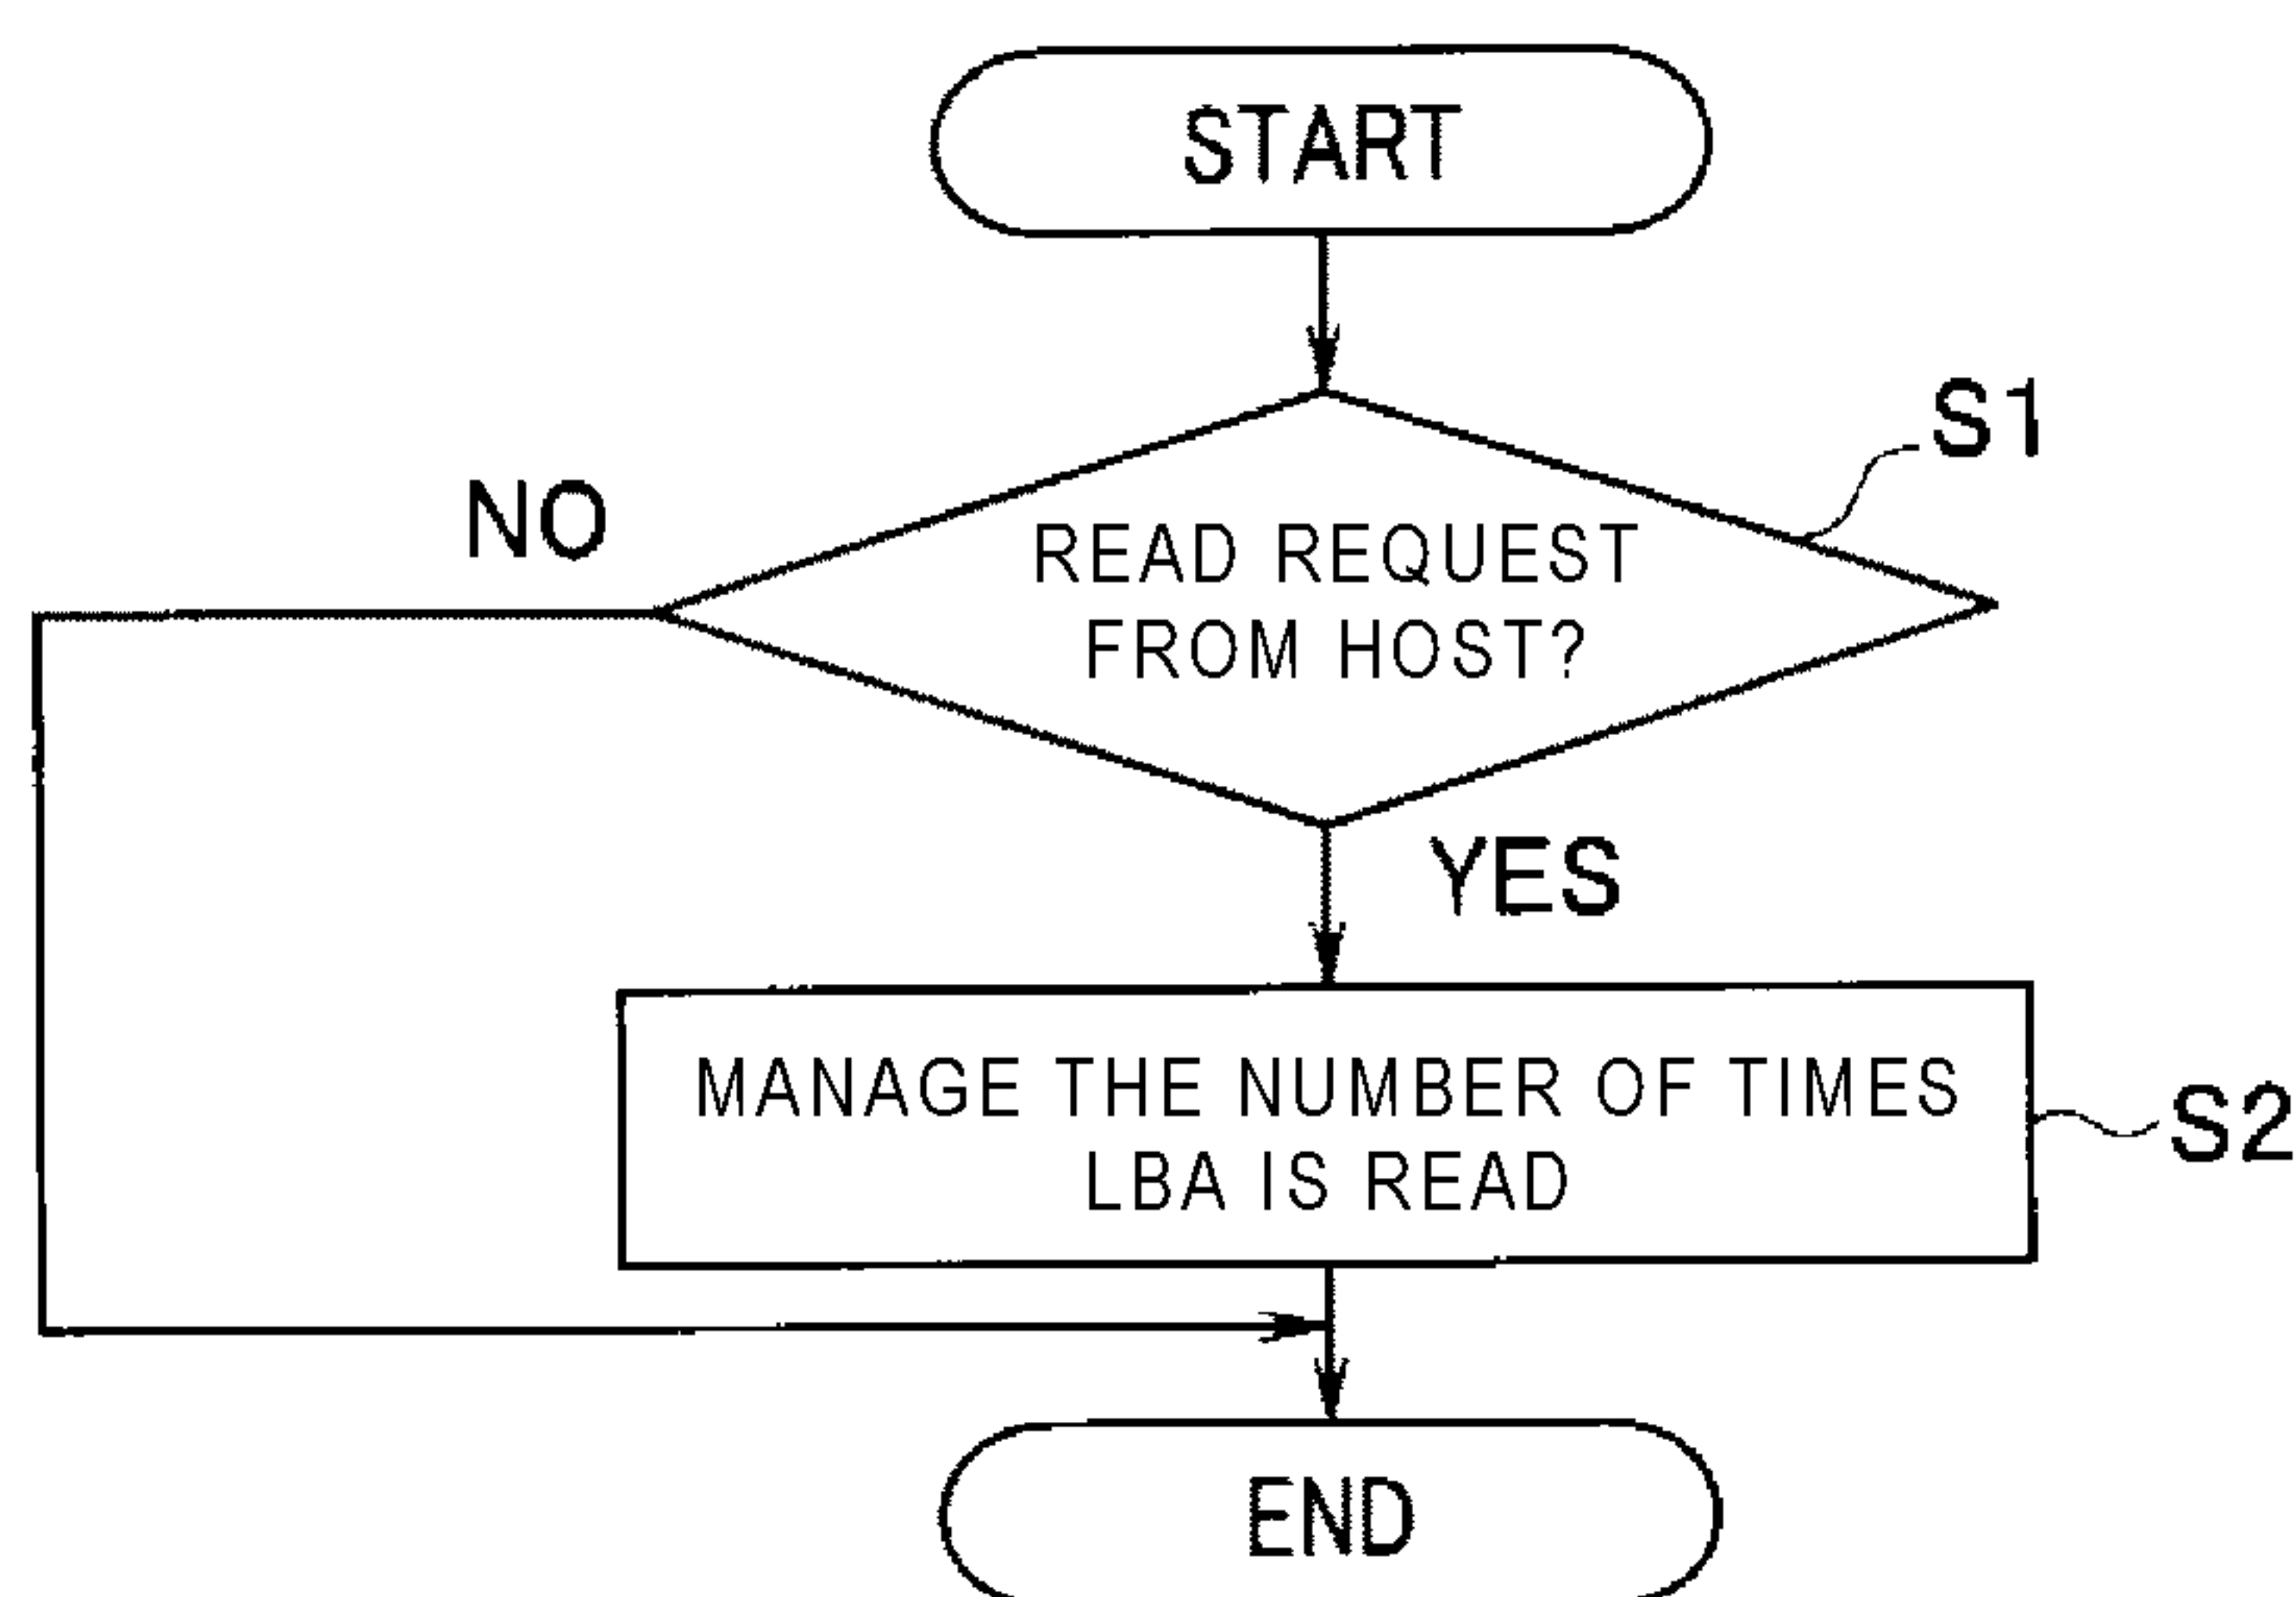 START
S1
NO
READ REQUEST
FROM HOST?
YES
MANAGE THE NUMBER OF TIMES
LBA IS READ
S2
END